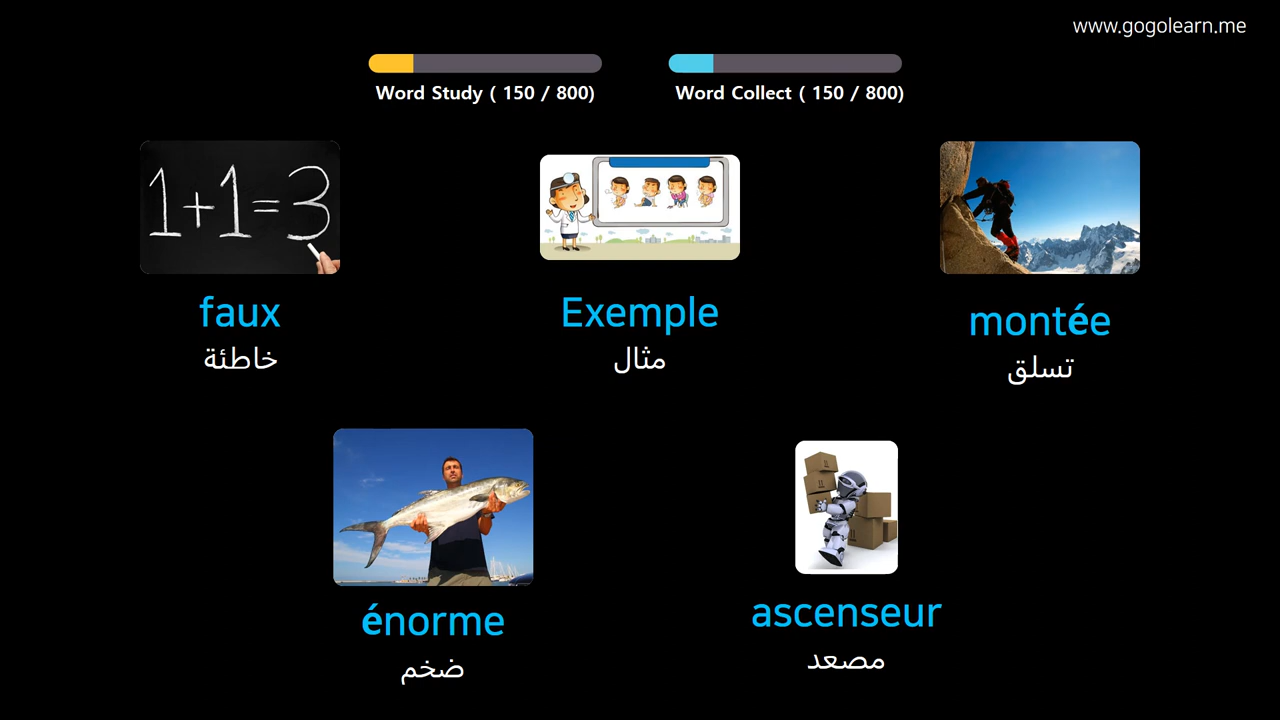 www.gogolearn.me
Word Study ( 150 / 800)
Word Collect ( 150 / 800)
1+1=3
faux
خاطئة
Exemple
مثال
montée
تسلق
énorme
ضخم
ascenseur
مصعد